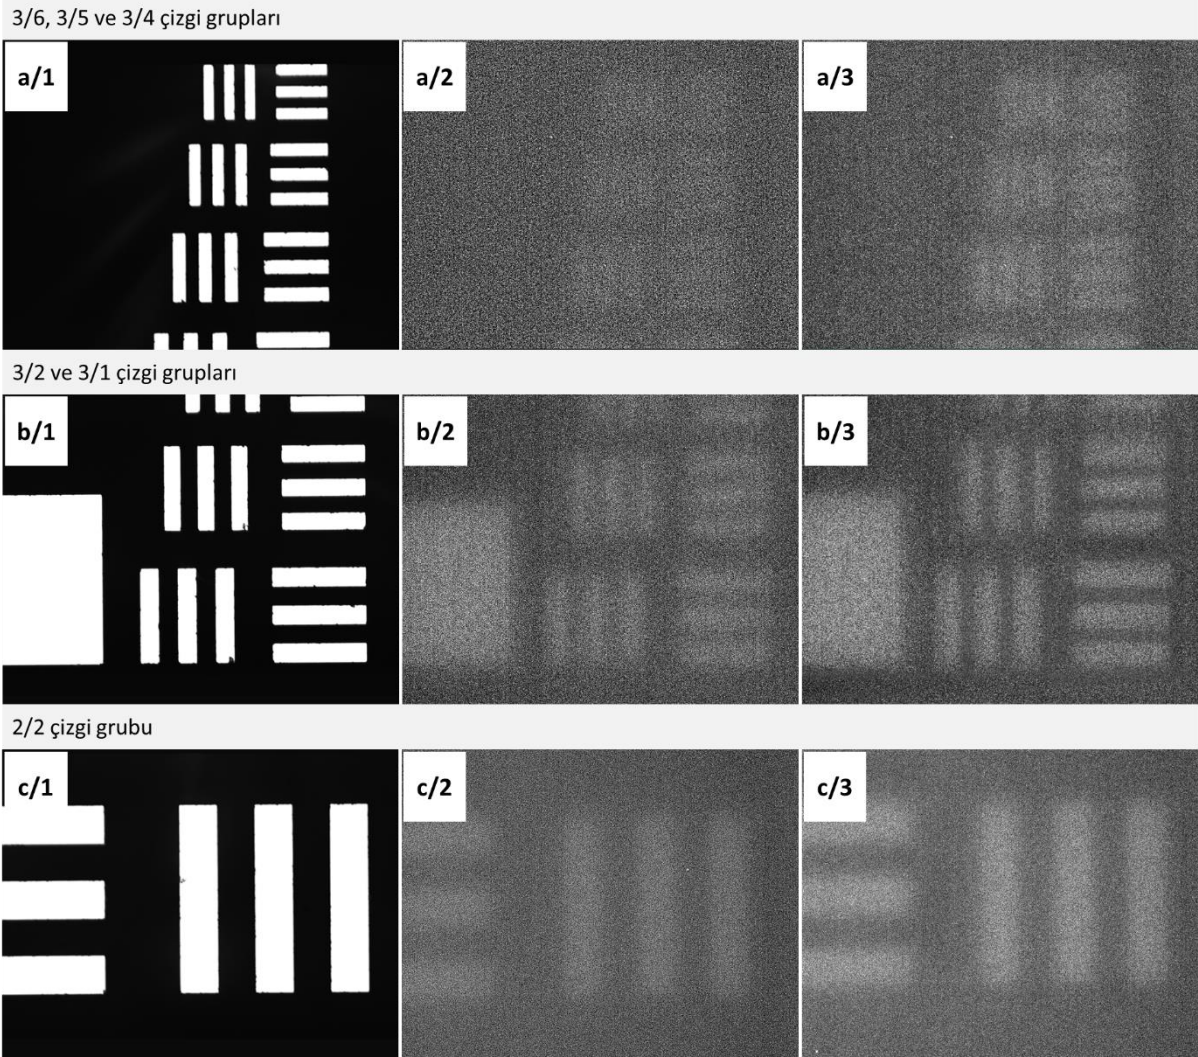 3/6, 3/5 ve 3/4 çizgi grupları
a/1
a/2
a/3
3/2 ve 3/1 çizgi grupları
b/1
b/2
b/3
2/2 çizgi grubu
c/1
c/2
c/3